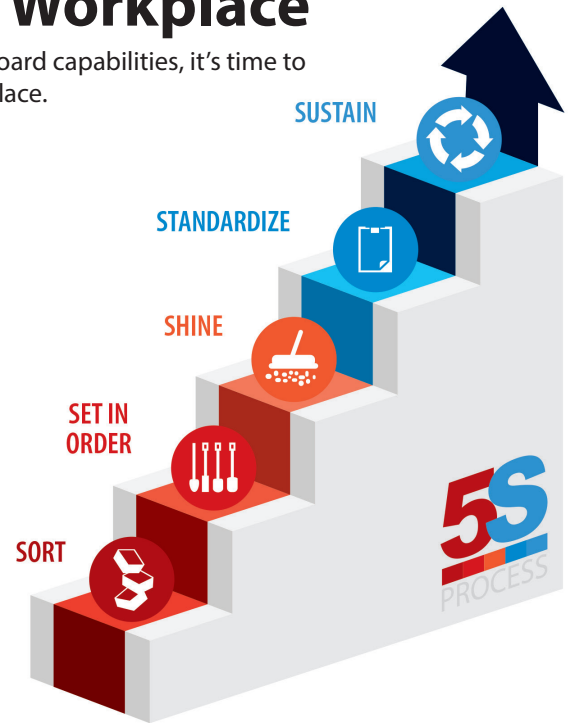 Workplace
oard capabilities, it's time to
lace.
SUSTAIN
STANDARDIZE
SHINE
SET IN
ORDER
SORT
5S
PROCESS